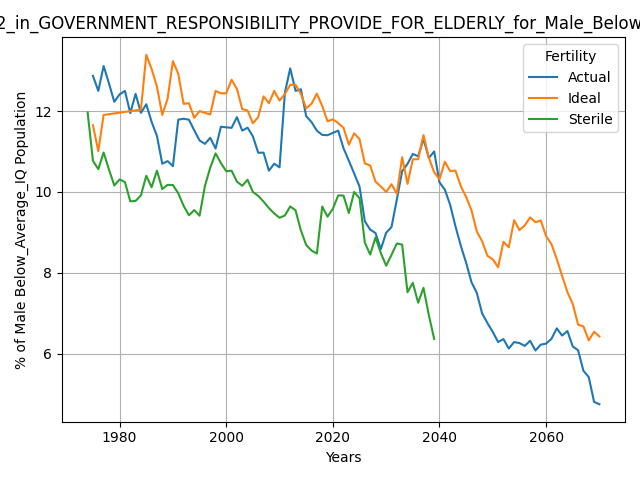 2_in_GOVERNMENT_RESPONSIBILITY_PROVIDE_FOR_ELDERLY_for_Male_Below
Fertility
Actual
Ideal
Sterile
% of Male Below_Average_IQ Population
12
10
8
6
1980
2000
2020
2040
2060
Years